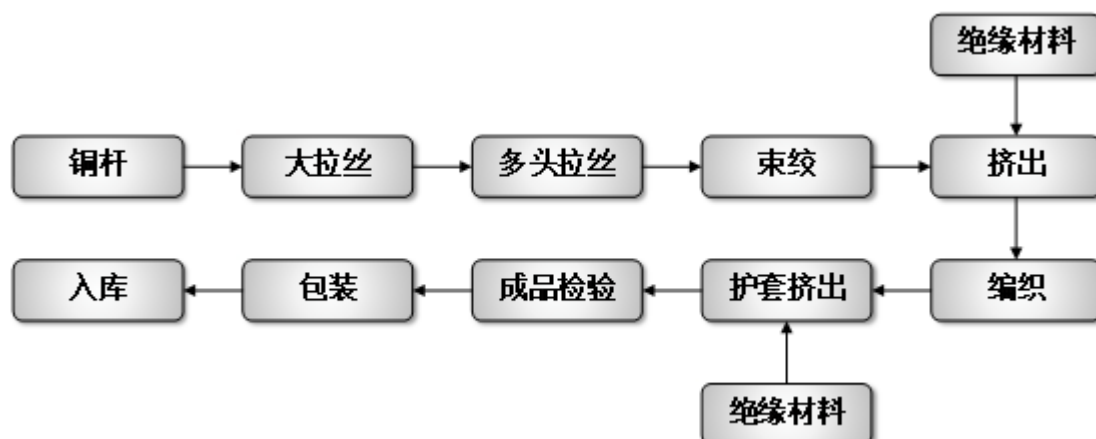 绝缘材料
铜杆
大拉丝
多头拉丝
束绞
挤出
入库
包装
成品检验
护套挤出
编织
绝缘材料